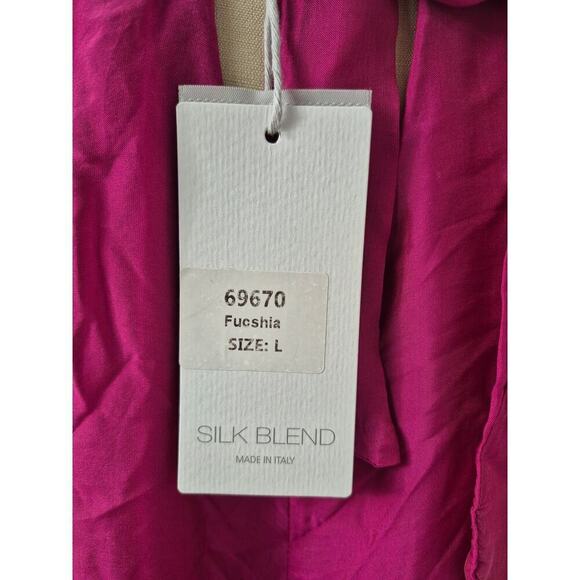 69670
Fucshia
SIZE: L
SILK BLEND
MADE IN ITALY